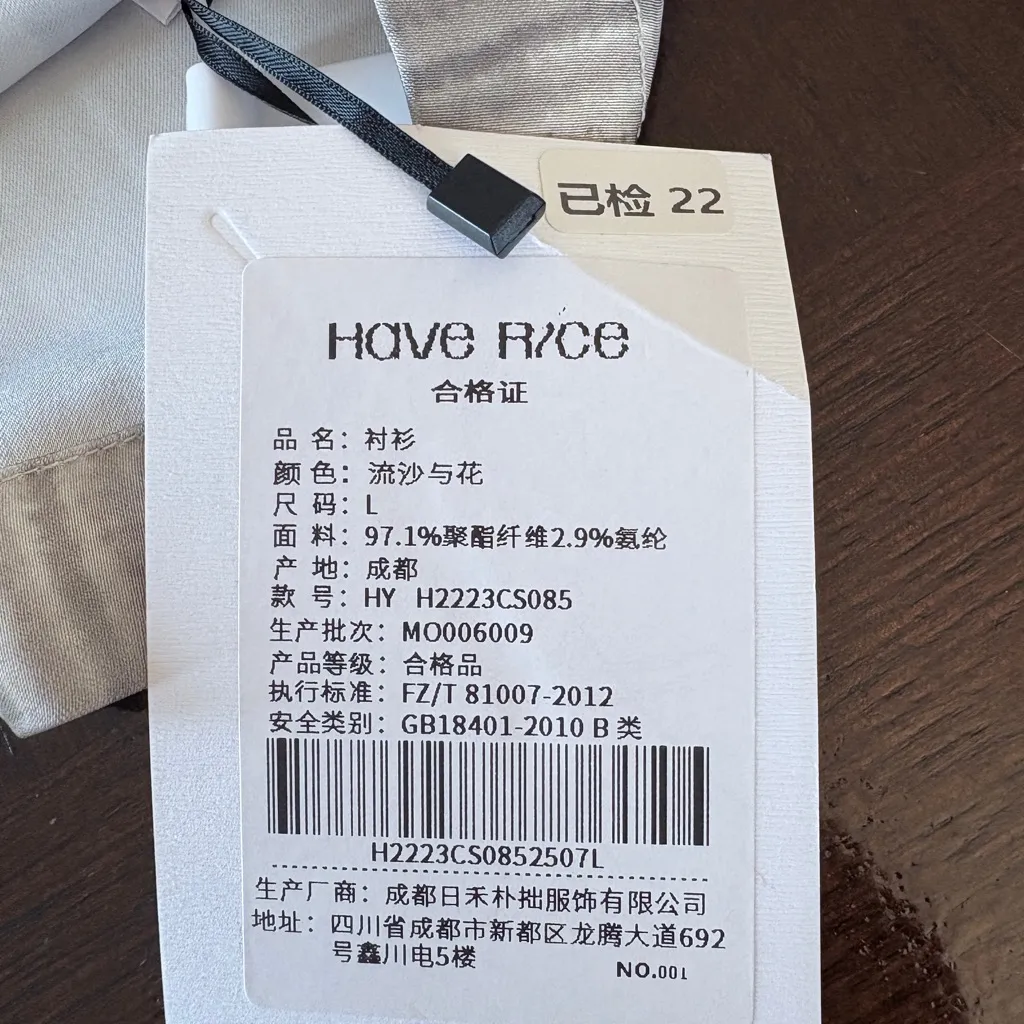 已检 22
Have Rice
合格证
品 名：衬衫
颜 色：流沙与花
尺 码：L
面 料：97.1%聚酯纤维2.9%氨纶
产 地：成都
款 号：HY H2223CS085
生产批次：MO006009
产品等级：合格品
执行标准：FZ/T 81007-2012
安全类别：GB18401-2010 B 类
H2223CS0852507L
生产厂商：成都日禾朴拙服饰有限公司
地址：四川省成都市新都区龙腾大道692
号鑫川电5楼
NO.001